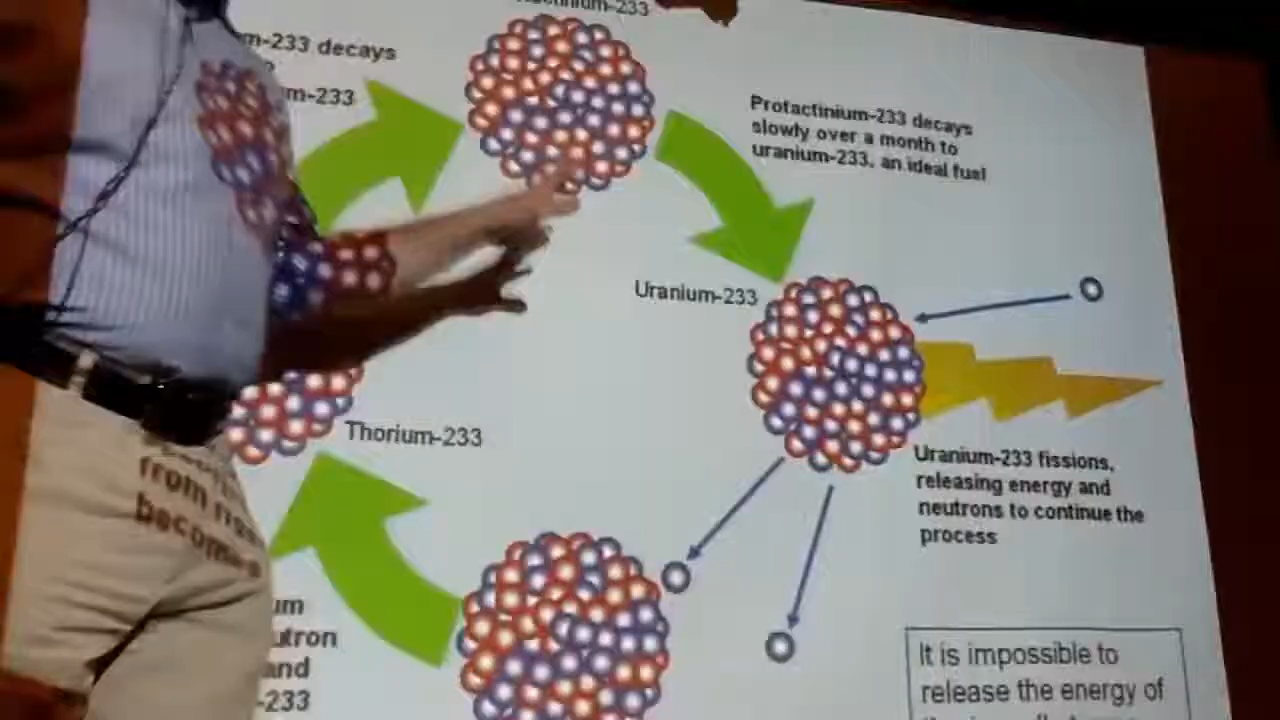 m-233 decays
m-233
Protactinium-233 decays
slowly over a month to
uranium-233, an ideal fuel
Uranium-233
Thorium-233
Uranium-233 fissions,
releasing energy and
neutrons to continue the
process
from
becom
um
utron
and
-233
It is impossible to
release the energy of